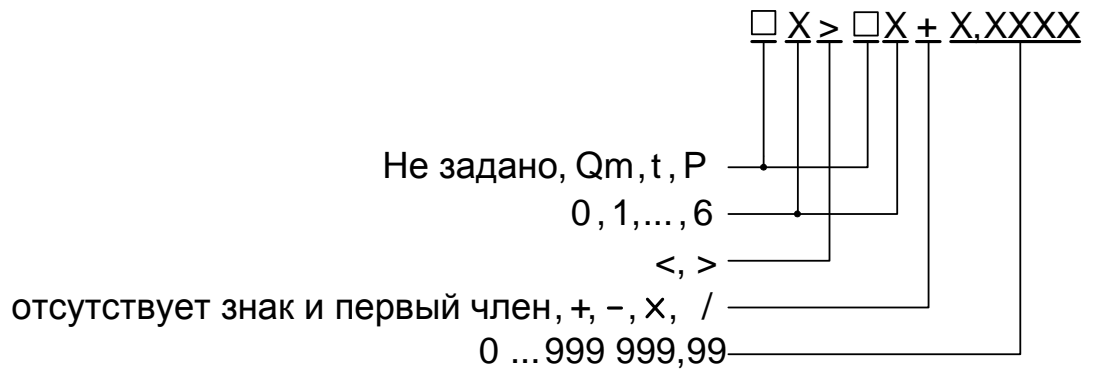 □ X > □ X + X,XXXX
Не задано, Qm, t, P
0, 1,..., 6
<, >
отсутствует знак и первый член, +, −, ×, /
0 ...999 999,99